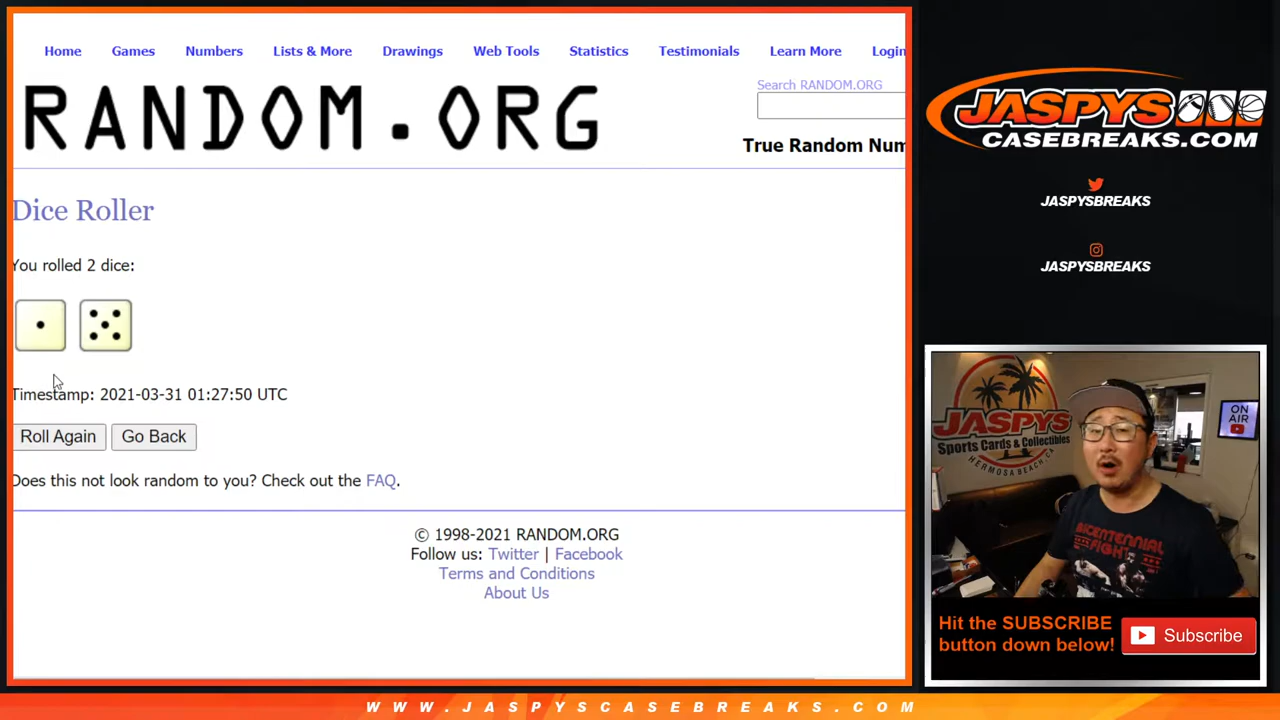 Home Games Numbers Lists & More Drawings Web Tools Statistics Testimonials Learn More Login
RANDOM.ORG
Search RANDOM.ORG
True Random Num
Dice Roller
You rolled 2 dice:
Timestamp: 2021-03-31 01:27:50 UTC
Roll Again Go Back
Does this not look random to you? Check out the FAQ.
© 1998-2021 RANDOM.ORG
Follow us: Twitter | Facebook
Terms and Conditions
About Us
JASPYS
CASEBREAKS.COM
JASPYSBREAKS
JASPYSBREAKS
JASPYS
Sports Cards & Collectibles
HERMOSA BEACH, CA
ON
AIR
BICENTENNIAL
FIGHT
Hit the SUBSCRIBE
button down below!
Subscribe
WWW.JASPYSCASEBREAKS.COM